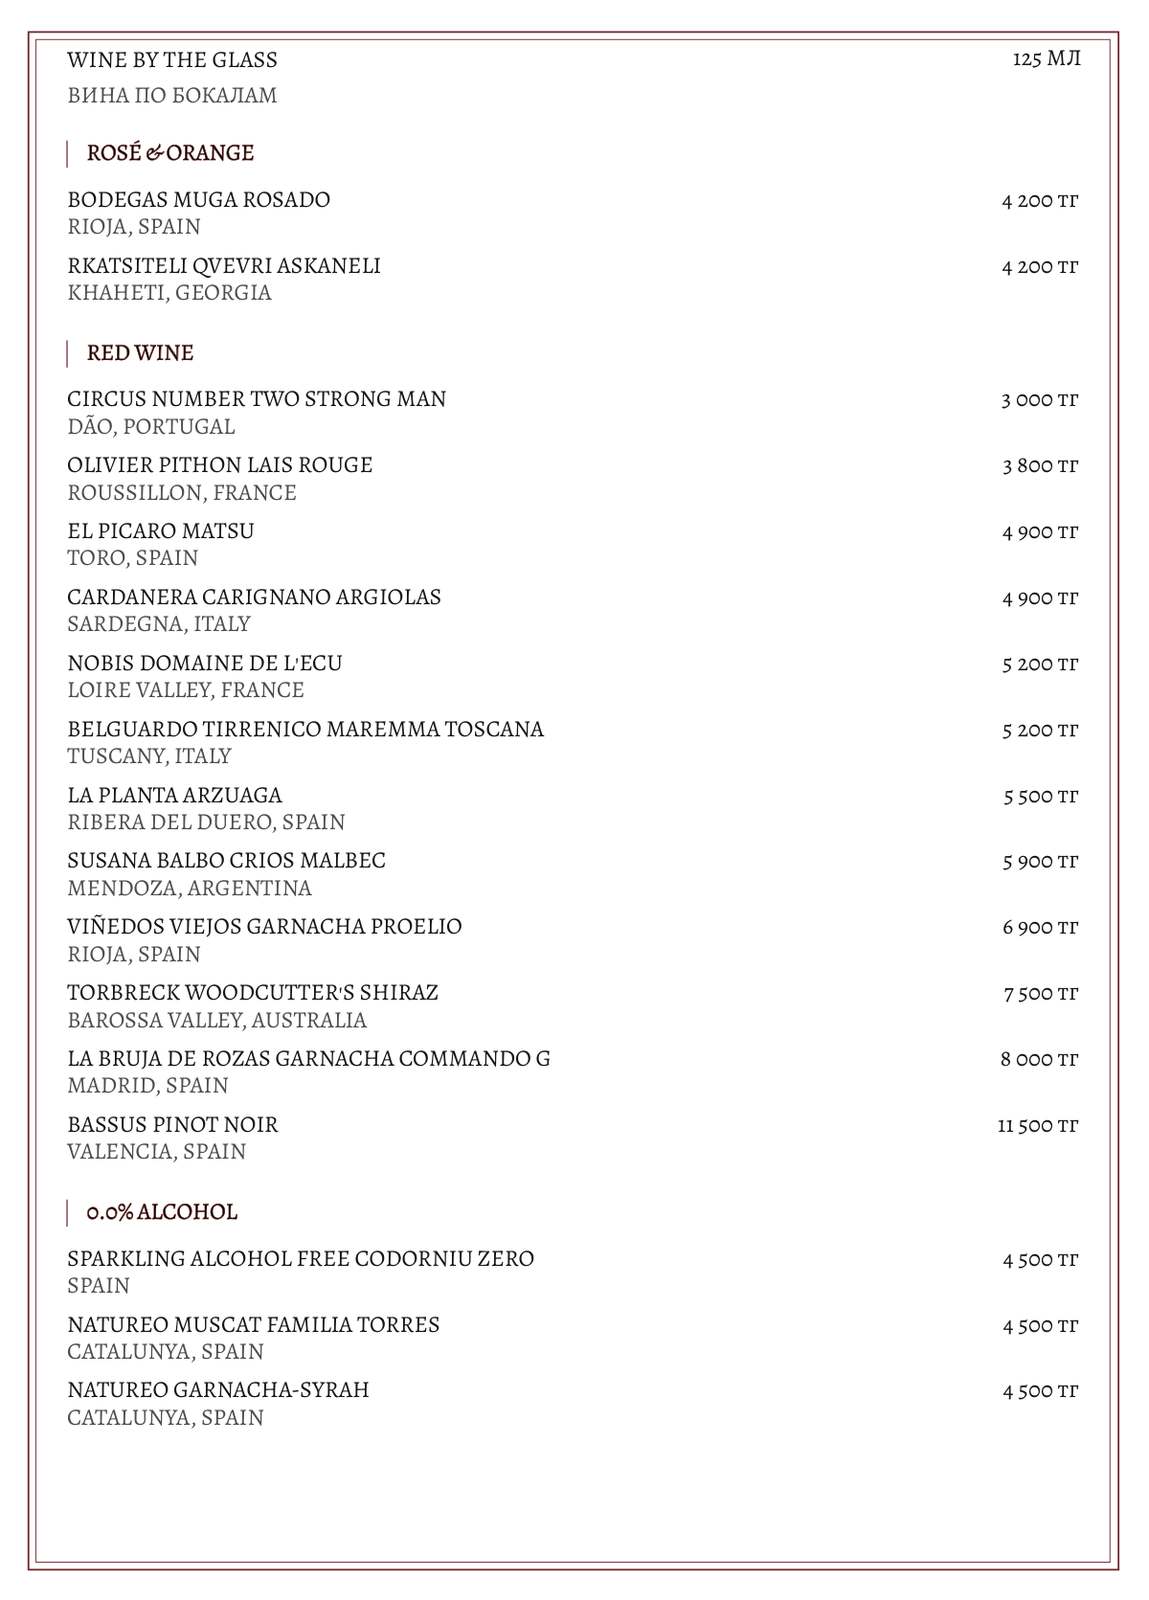 WINE BY THE GLASS 125 МЛ
ВИНА ПО БОКАЛАМ
ROSÉ & ORANGE
BODEGAS MUGA ROSADO 4 200 ТГ
RIOJA, SPAIN
RKATSITELI QVEVRI ASKANELI 4 200 ТГ
KHAHETI, GEORGIA
RED WINE
CIRCUS NUMBER TWO STRONG MAN 3 000 ТГ
DÃO, PORTUGAL
OLIVIER PITHON LAIS ROUGE 3 800 ТГ
ROUSSILLON, FRANCE
EL PICARO MATSU 4 900 ТГ
TORO, SPAIN
CARDANERA CARIGNANO ARGIOLAS 4 900 ТГ
SARDEGNA, ITALY
NOBIS DOMAINE DE L'ECU 5 200 ТГ
LOIRE VALLEY, FRANCE
BELGUARDO TIRRENICO MAREMMA TOSCANA 5 200 ТГ
TUSCANY, ITALY
LA PLANTA ARZUAGA 5 500 ТГ
RIBERA DEL DUERO, SPAIN
SUSANA BALBO CRIOS MALBEC 5 900 ТГ
MENDOZA, ARGENTINA
VIÑEDOS VIEJOS GARNACHA PROELIO 6 900 ТГ
RIOJA, SPAIN
TORBRECK WOODCUTTER'S SHIRAZ 7 500 ТГ
BAROSSA VALLEY, AUSTRALIA
LA BRUJA DE ROZAS GARNACHA COMMANDO G 8 000 ТГ
MADRID, SPAIN
BASSUS PINOT NOIR 11 500 ТГ
VALENCIA, SPAIN
0.0% ALCOHOL
SPARKLING ALCOHOL FREE CODORNIU ZERO 4 500 ТГ
SPAIN
NATUREO MUSCAT FAMILIA TORRES 4 500 ТГ
CATALUNYA, SPAIN
NATUREO GARNACHA-SYRAH 4 500 ТГ
CATALUNYA, SPAIN